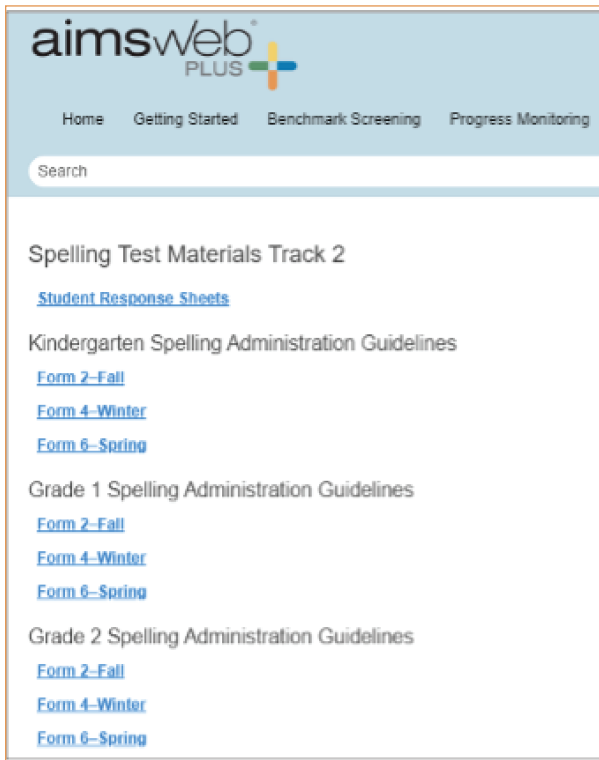 aimsweb
PLUS
Home Getting Started Benchmark Screening Progress Monitoring
Search
Spelling Test Materials Track 2
Student Response Sheets
Kindergarten Spelling Administration Guidelines
Form 2–Fall
Form 4–Winter
Form 6–Spring
Grade 1 Spelling Administration Guidelines
Form 2–Fall
Form 4–Winter
Form 6–Spring
Grade 2 Spelling Administration Guidelines
Form 2–Fall
Form 4–Winter
Form 6–Spring